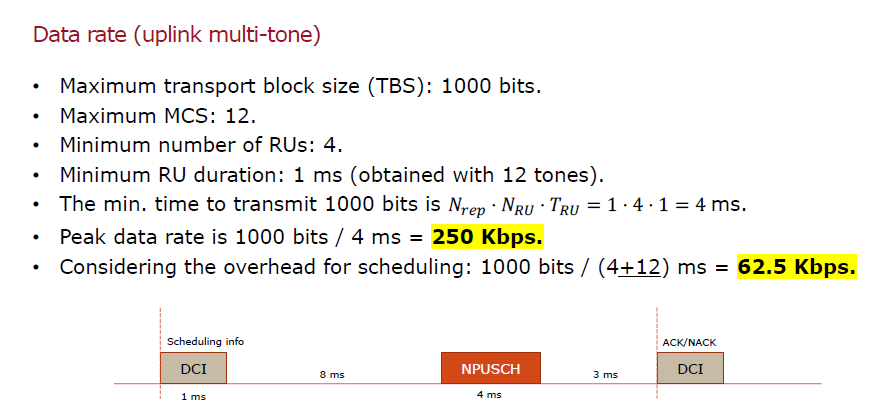 Data rate (uplink multi-tone)
• Maximum transport block size (TBS): 1000 bits.
• Maximum MCS: 12.
• Minimum number of RUs: 4.
• Minimum RU duration: 1 ms (obtained with 12 tones).
• The min. time to transmit 1000 bits is N_rep · N_RU · T_RU = 1 · 4 · 1 = 4 ms.
• Peak data rate is 1000 bits / 4 ms = 250 Kbps.
• Considering the overhead for scheduling: 1000 bits / (4+12) ms = 62.5 Kbps.
Scheduling info
ACK/NACK
DCI
8 ms
NPUSCH
3 ms
DCI
1 ms
4 ms